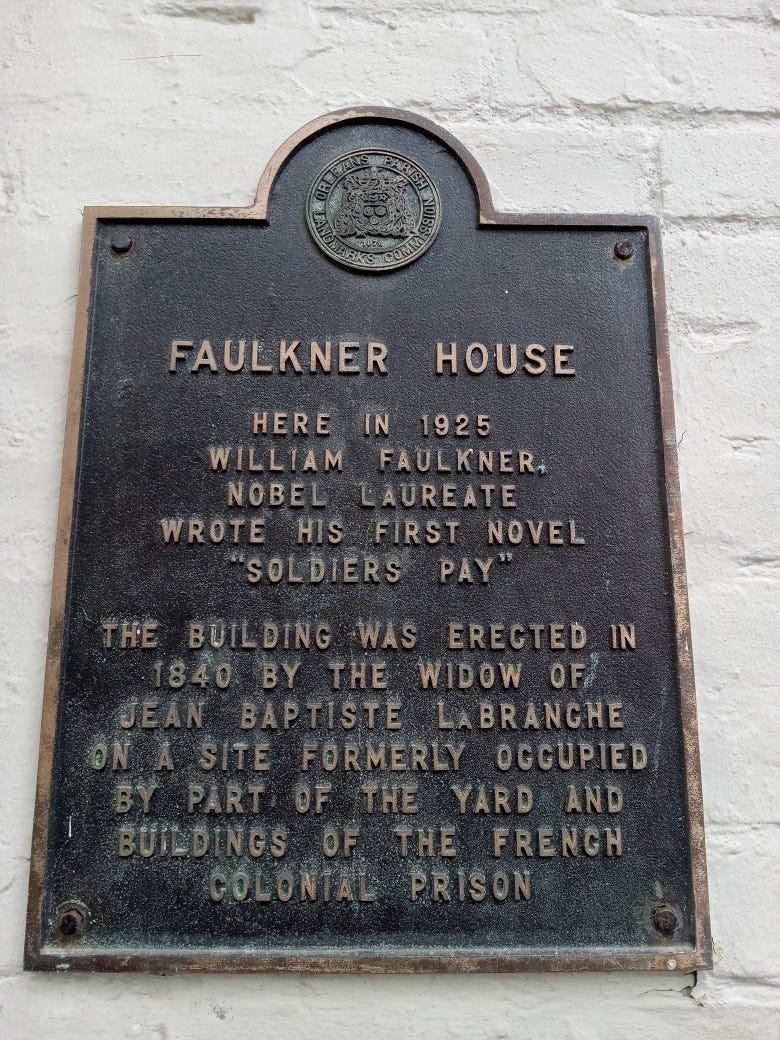 ORLEANS PARISH
LANDMARKS COMMISSION
1976
FAULKNER HOUSE
HERE IN 1925
WILLIAM FAULKNER,
NOBEL LAUREATE
WROTE HIS FIRST NOVEL
"SOLDIERS PAY"
THE BUILDING WAS ERECTED IN
1840 BY THE WIDOW OF
JEAN BAPTISTE LABRANCHE
ON A SITE FORMERLY OCCUPIED
BY PART OF THE YARD AND
BUILDINGS OF THE FRENCH
COLONIAL PRISON